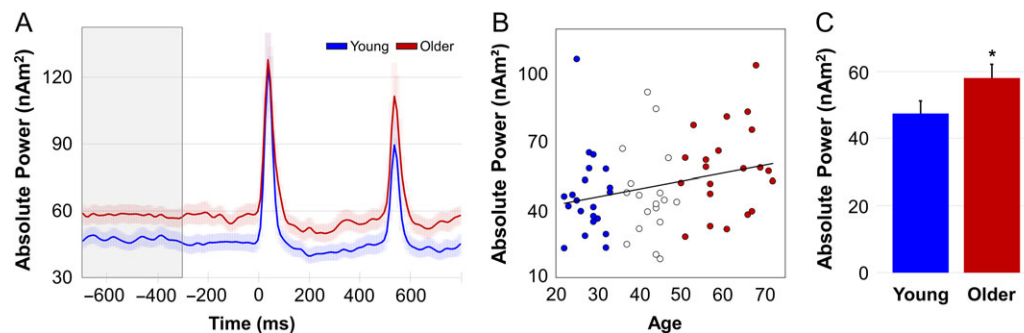 A
Absolute Power (nAm²)
120
90
60
30
Young Older
−600 −400 −200 0 200 400 600
Time (ms)
B
Absolute Power (nAm²)
100
70
40
10
20 30 40 50 60 70
Age
C
Absolute Power (nAm²)
60
40
20
0
*
Young Older